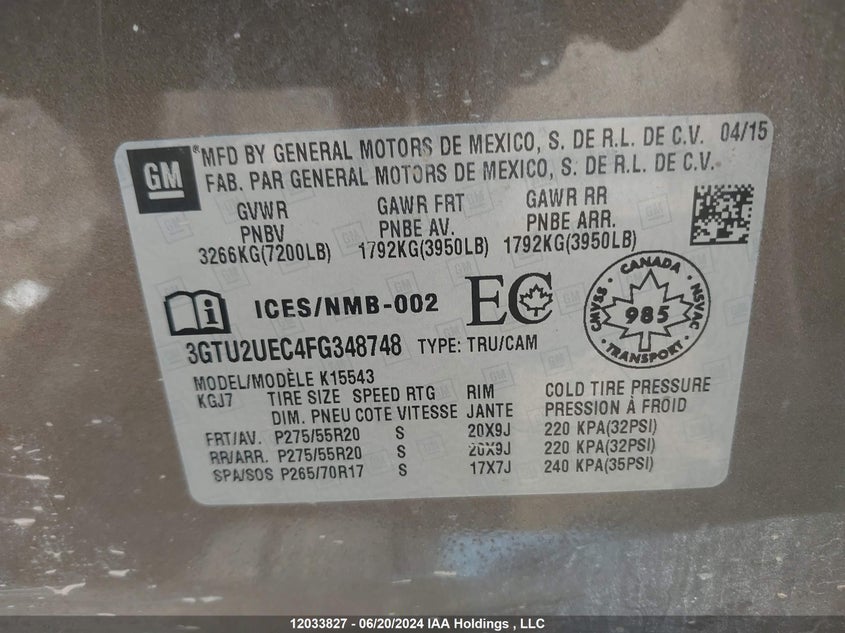 GM
®MFD BY GENERAL MOTORS DE MEXICO, S. DE R.L. DE C.V. 04/15
FAB. PAR GENERAL MOTORS DE MEXICO, S. DE R.L. DE C.V.
GVWR GAWR FRT GAWR RR
PNBV PNBE AV. PNBE ARR.
3266KG(7200LB) 1792KG(3950LB) 1792KG(3950LB)
ICES/NMB-002 EC
CANADA CMVSS NSVAC 985 TRANSPORT
3GTU2UEC4FG348748 TYPE: TRU/CAM
MODEL/MODÈLE K15543
KGJ7 TIRE SIZE SPEED RTG RIM COLD TIRE PRESSURE
DIM. PNEU COTE VITESSE JANTE PRESSION À FROID
FRT/AV. P275/55R20 S 20X9J 220 KPA(32PSI)
RR/ARR. P275/55R20 S 20X9J 220 KPA(32PSI)
SPA/SOS P265/70R17 S 17X7J 240 KPA(35PSI)
12033827 - 06/20/2024 IAA Holdings , LLC